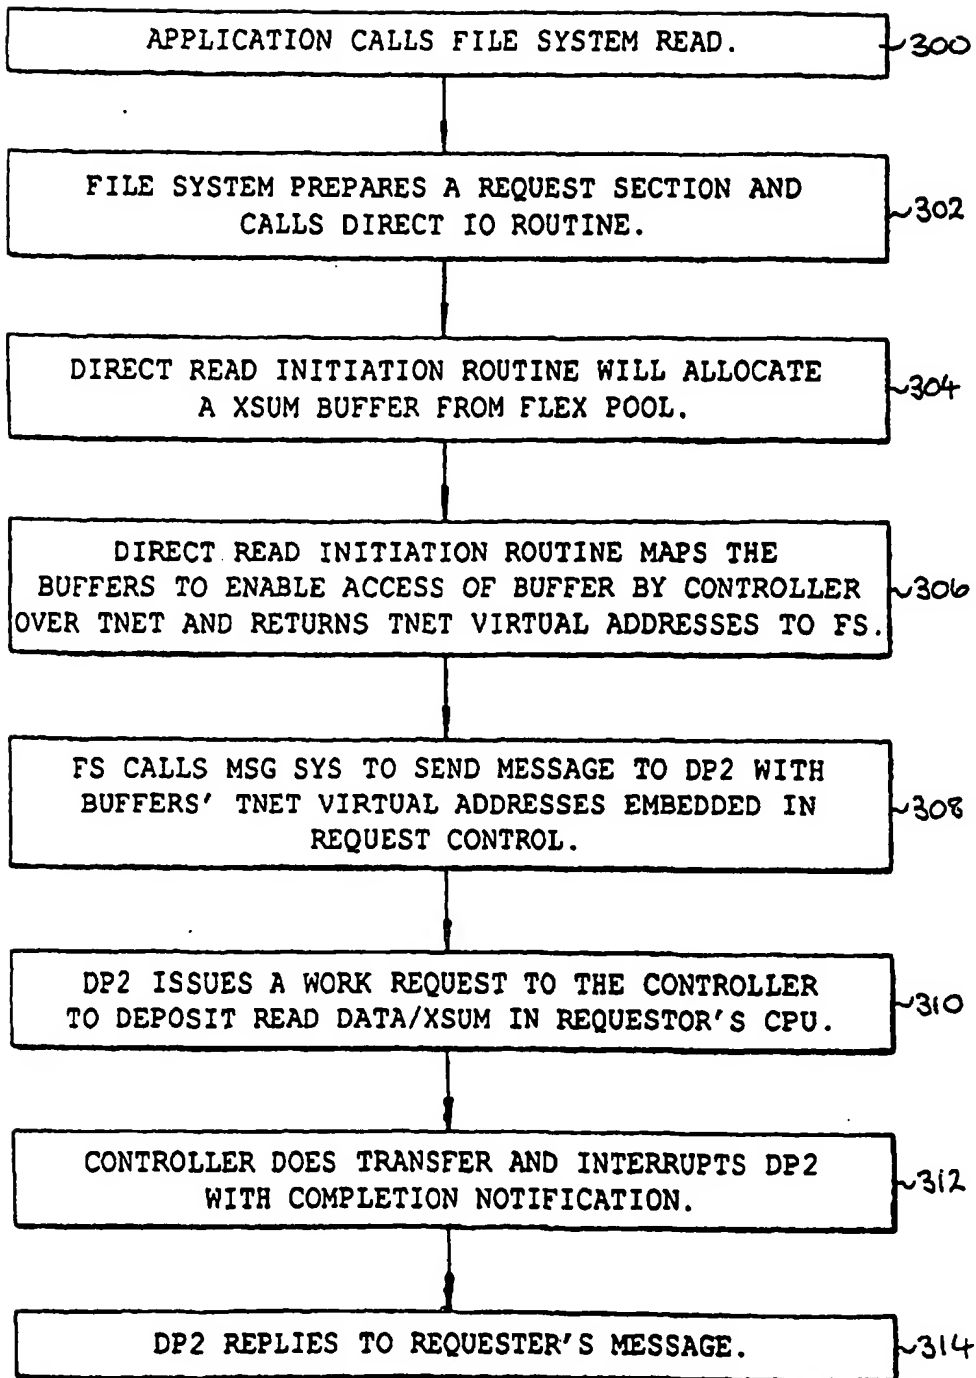 APPLICATION CALLS FILE SYSTEM READ.
300
FILE SYSTEM PREPARES A REQUEST SECTION AND
CALLS DIRECT IO ROUTINE.
302
DIRECT READ INITIATION ROUTINE WILL ALLOCATE
A XSUM BUFFER FROM FLEX POOL.
304
DIRECT READ INITIATION ROUTINE MAPS THE
BUFFERS TO ENABLE ACCESS OF BUFFER BY CONTROLLER
OVER TNET AND RETURNS TNET VIRTUAL ADDRESSES TO FS.
306
FS CALLS MSG SYS TO SEND MESSAGE TO DP2 WITH
BUFFERS' TNET VIRTUAL ADDRESSES EMBEDDED IN
REQUEST CONTROL.
308
DP2 ISSUES A WORK REQUEST TO THE CONTROLLER
TO DEPOSIT READ DATA/XSUM IN REQUESTOR'S CPU.
310
CONTROLLER DOES TRANSFER AND INTERRUPTS DP2
WITH COMPLETION NOTIFICATION.
312
DP2 REPLIES TO REQUESTER'S MESSAGE.
314